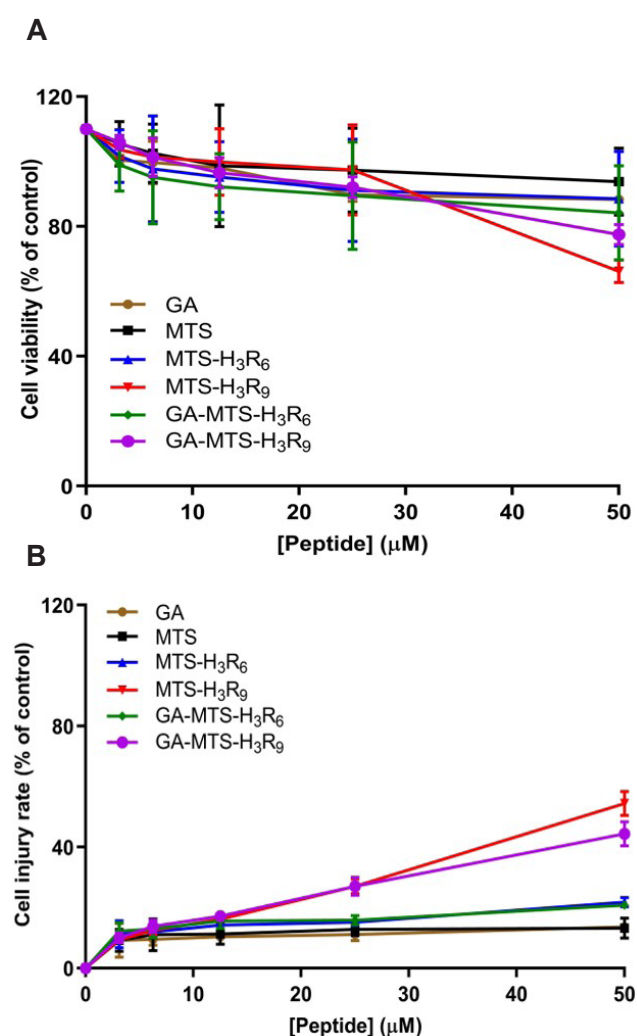 A
Cell viability (% of control)
120
80
40
0
GA
MTS
MTS-H₃R₆
MTS-H₃R₉
GA-MTS-H₃R₆
GA-MTS-H₃R₉
0 10 20 30 40 50
[Peptide] (μM)
B
Cell injury rate (% of control)
120
80
40
0
GA
MTS
MTS-H₃R₆
MTS-H₃R₉
GA-MTS-H₃R₆
GA-MTS-H₃R₉
0 10 20 30 40 50
[Peptide] (μM)